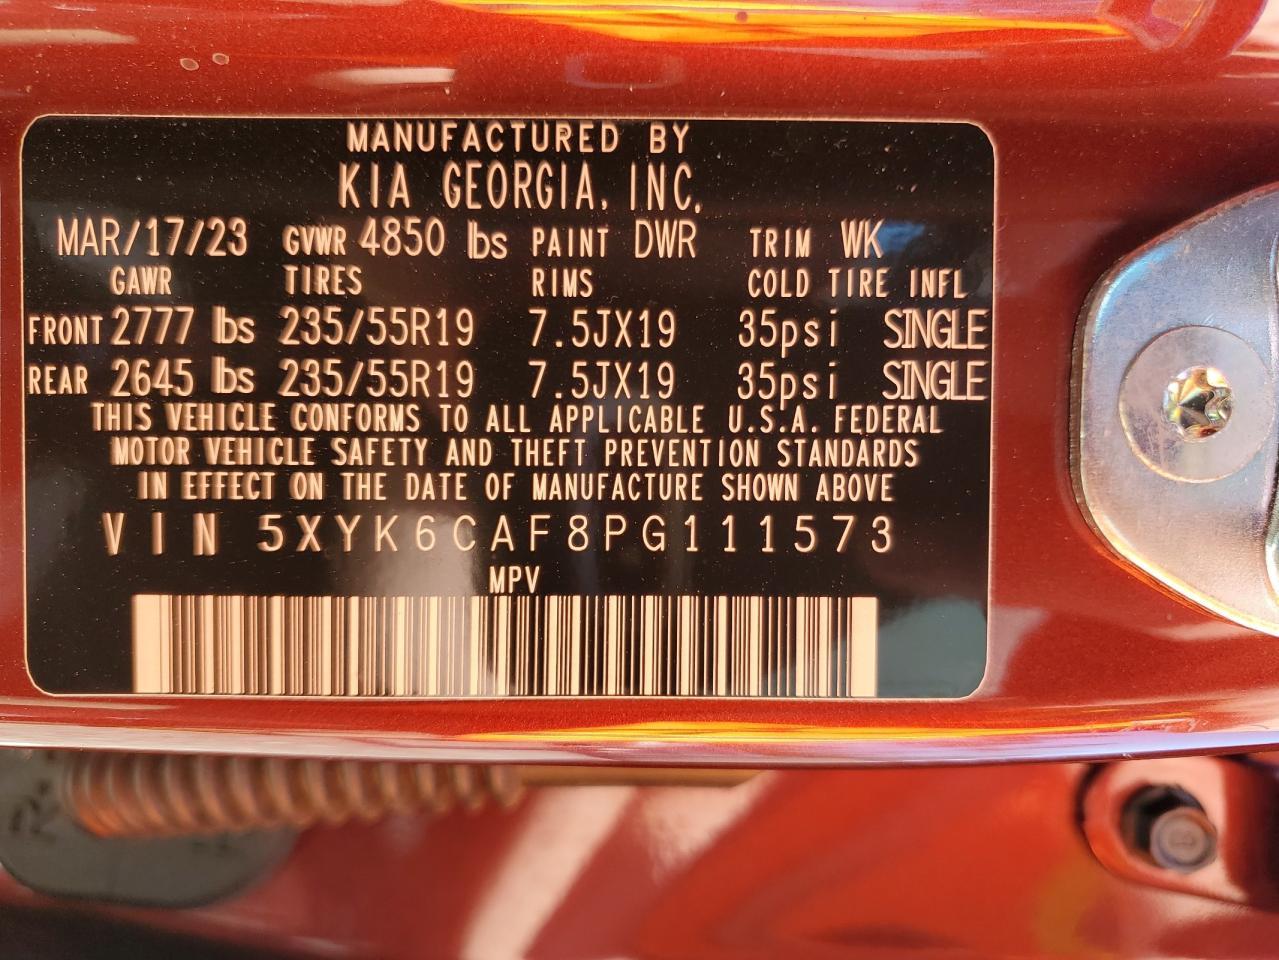 MANUFACTURED BY
KIA GEORGIA, INC.
MAR/17/23 GVWR 4850 lbs PAINT DWR TRIM WK
GAWR TIRES RIMS COLD TIRE INFL
FRONT 2777 lbs 235/55R19 7.5JX19 35psi SINGLE
REAR 2645 lbs 235/55R19 7.5JX19 35psi SINGLE
THIS VEHICLE CONFORMS TO ALL APPLICABLE U.S.A. FEDERAL
MOTOR VEHICLE SAFETY AND THEFT PREVENTION STANDARDS
IN EFFECT ON THE DATE OF MANUFACTURE SHOWN ABOVE
VIN 5XYK6CAF8PG111573
MPV